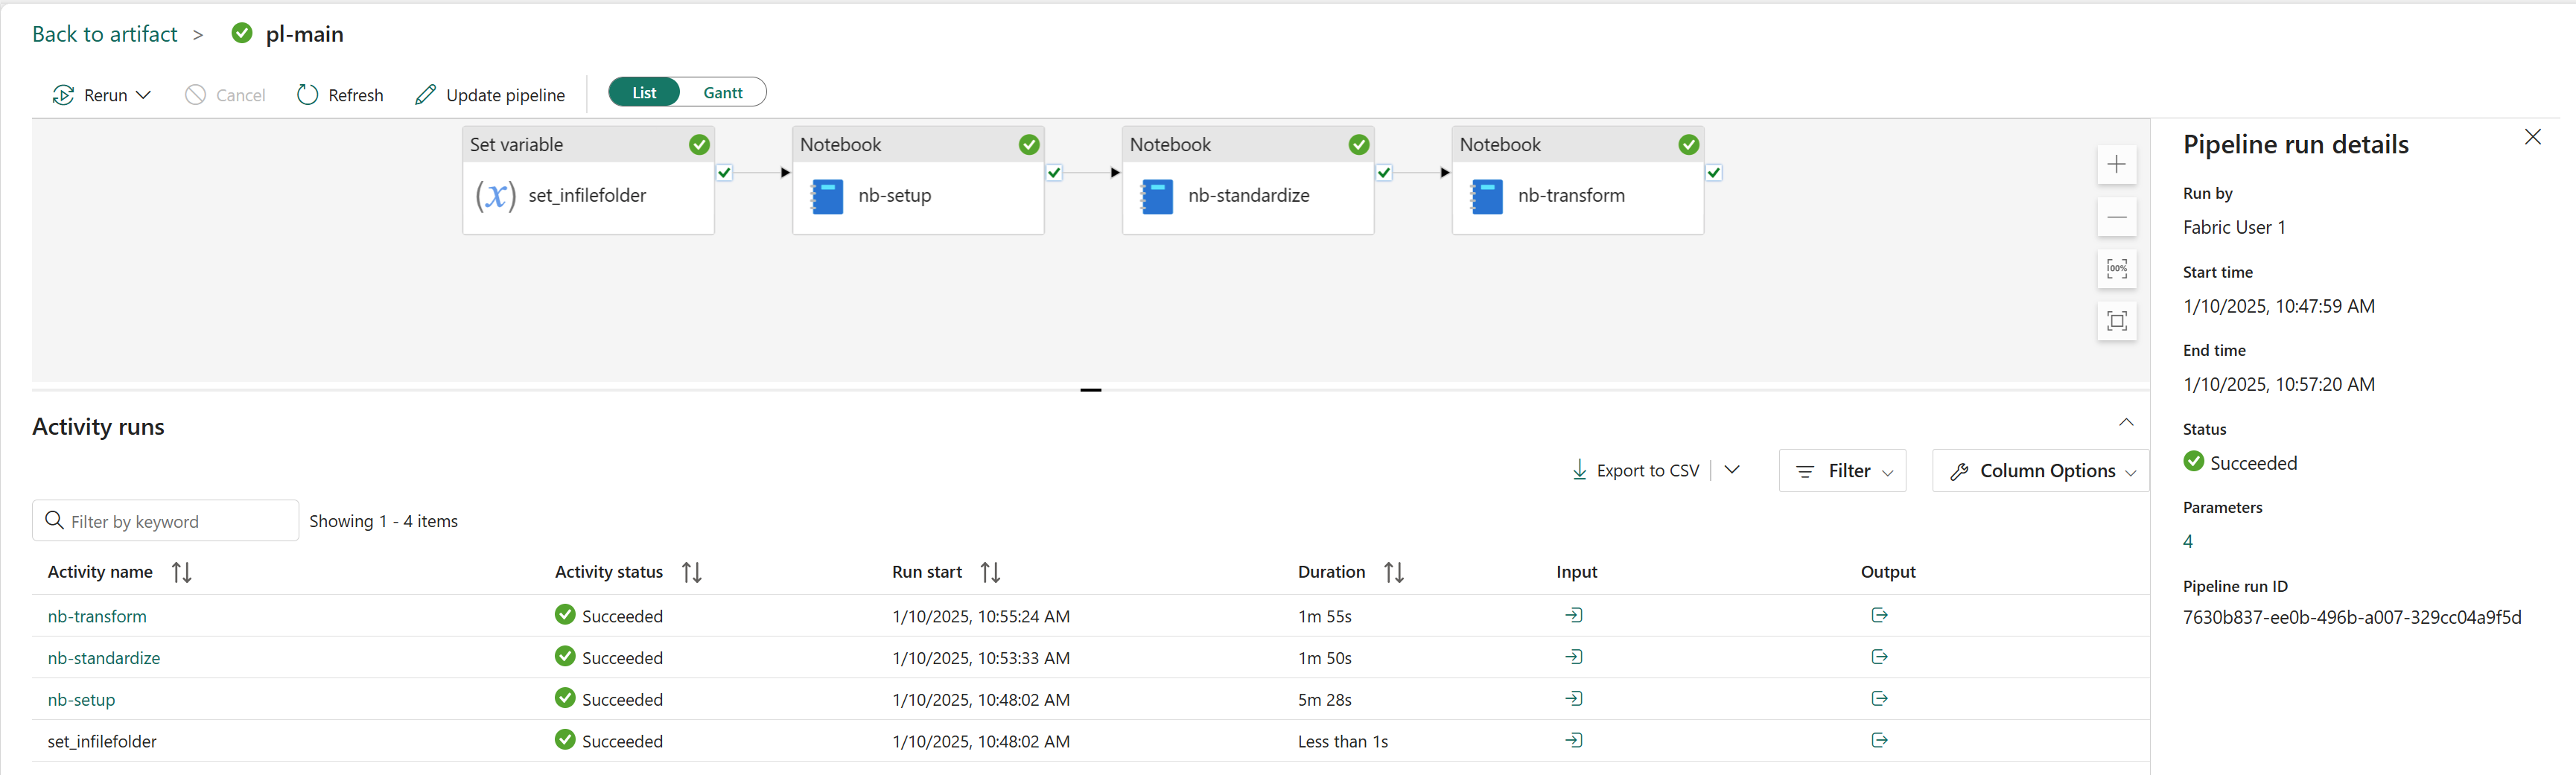 Back to artifact > pl-main
Rerun Cancel Refresh Update pipeline List Gantt
Set variable Notebook Notebook Notebook
(x) set_infilefolder nb-setup nb-standardize nb-transform
100%
Activity runs
Export to CSV Filter Column Options
Filter by keyword Showing 1 - 4 items
Activity name Activity status Run start Duration Input Output
nb-transform Succeeded 1/10/2025, 10:55:24 AM 1m 55s
nb-standardize Succeeded 1/10/2025, 10:53:33 AM 1m 50s
nb-setup Succeeded 1/10/2025, 10:48:02 AM 5m 28s
set_infilefolder Succeeded 1/10/2025, 10:48:02 AM Less than 1s
Pipeline run details
Run by
Fabric User 1
Start time
1/10/2025, 10:47:59 AM
End time
1/10/2025, 10:57:20 AM
Status
Succeeded
Parameters
4
Pipeline run ID
7630b837-ee0b-496b-a007-329cc04a9f5d